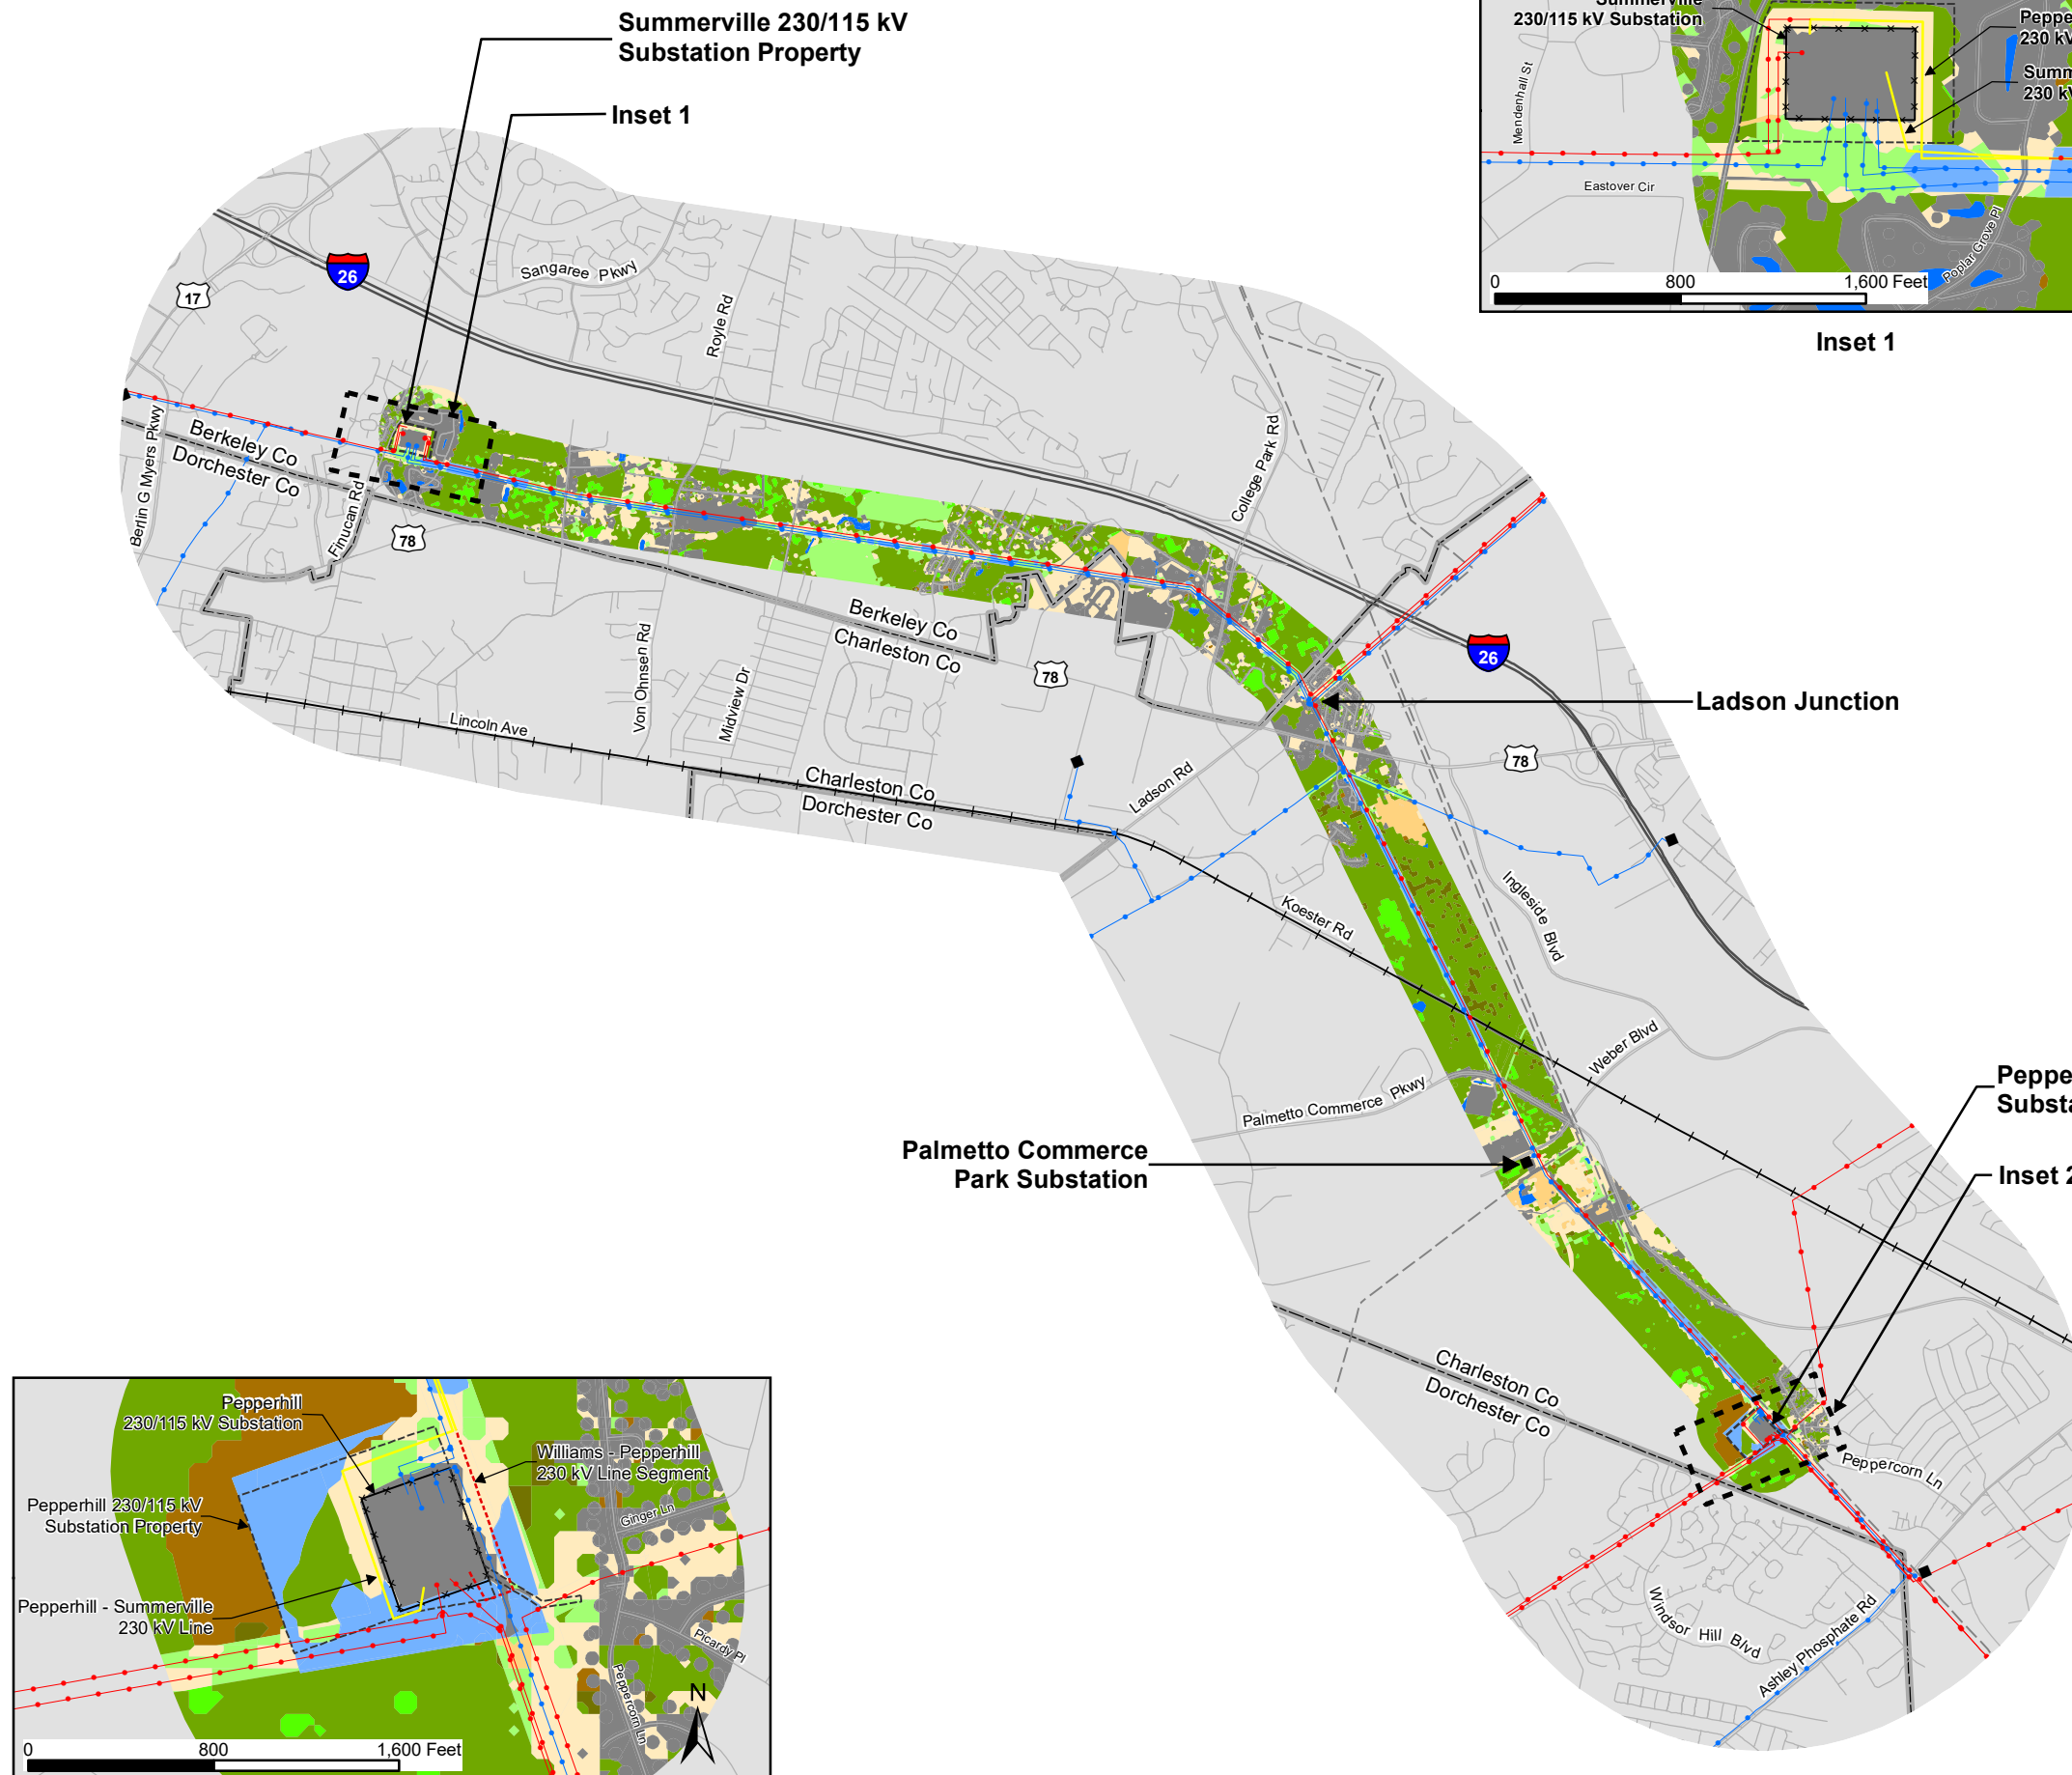 Summerville 230/115 kV
Substation Property
Inset 1
230/115 kV Substation
230 kV
230 kV
Mendenhall St
Eastover Cir
Poplar Grove Pl
0 800 1,600 Feet
Inset 1
17
26
Sangaree Pkwy
Royle Rd
College Park Rd
Berlin G Myers Pkwy
Berkeley Co
Dorchester Co
Finucan Rd
78
Berkeley Co
Charleston Co
78
26
Von Ohnsen Rd
Midview Dr
Lincoln Ave
Ladson Junction
78
Charleston Co
Dorchester Co
Ladson Rd
Koester Rd
Ingleside Blvd
Weber Blvd
Palmetto Commerce Pkwy
Palmetto Commerce
Park Substation
Inset 2
Charleston Co
Dorchester Co
Peppercorn Ln
Windsor Hill Blvd
Ashley Phosphate Rd
Pepperhill
230/115 kV Substation
Williams - Pepperhill
230 kV Line Segment
Pepperhill 230/115 kV
Substation Property
Ginger Ln
Pepperhill - Summerville
230 kV Line
Picardy Pl
Peppercorn Ln
N
0 800 1,600 Feet